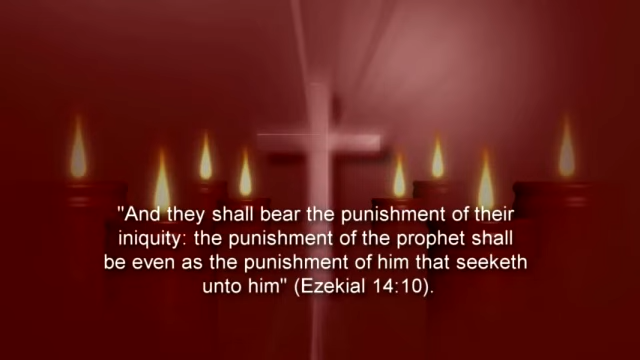 "And they shall bear the punishment of their
iniquity: the punishment of the prophet shall
be even as the punishment of him that seeketh
unto him" (Ezekial 14:10).